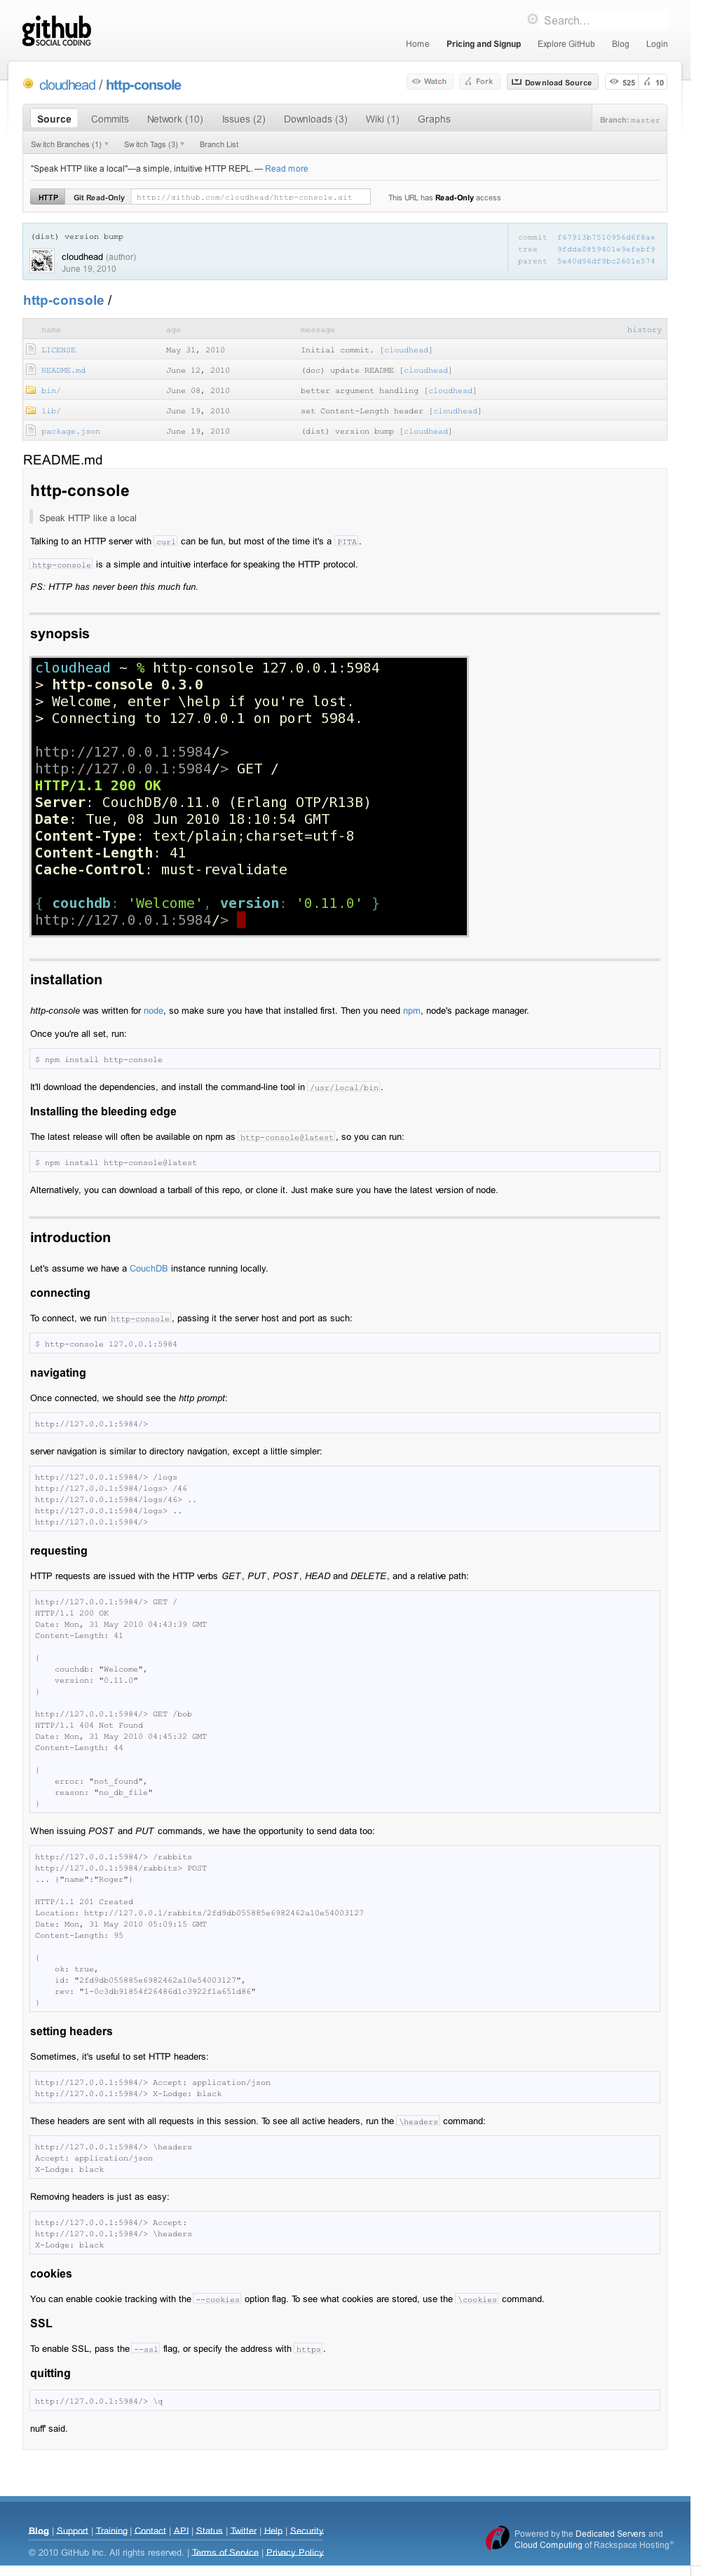 github
SOCIAL CODING
Search...
Home Pricing and Signup Explore GitHub Blog Login
cloudhead / http-console
Watch Fork Download Source 525 10
Source Commits Network (10) Issues (2) Downloads (3) Wiki (1) Graphs Branch: master
Switch Branches (1) Switch Tags (3) Branch List
"Speak HTTP like a local"—a simple, intuitive HTTP REPL. — Read more
HTTP Git Read-Only http://github.com/cloudhead/http-console.git This URL has Read-Only access
(dist) version bump
cloudhead (author)
June 19, 2010
commit f67913b7510956d6f8ae
tree 9fdda0859401e9efebf9
parent 5e40d96df9bc2601e574
http-console /
name age message history
LICENSE May 31, 2010 Initial commit. [cloudhead]
README.md June 12, 2010 (doc) update README [cloudhead]
bin/ June 08, 2010 better argument handling [cloudhead]
lib/ June 19, 2010 set Content-Length header [cloudhead]
package.json June 19, 2010 (dist) version bump [cloudhead]
README.md
http-console
Speak HTTP like a local
Talking to an HTTP server with curl can be fun, but most of the time it's a PITA.
http-console is a simple and intuitive interface for speaking the HTTP protocol.
PS: HTTP has never been this much fun.
synopsis
cloudhead ~ % http-console 127.0.0.1:5984
> http-console 0.3.0
> Welcome, enter \help if you're lost.
> Connecting to 127.0.0.1 on port 5984.
http://127.0.0.1:5984/>
http://127.0.0.1:5984/> GET /
HTTP/1.1 200 OK
Server: CouchDB/0.11.0 (Erlang OTP/R13B)
Date: Tue, 08 Jun 2010 18:10:54 GMT
Content-Type: text/plain;charset=utf-8
Content-Length: 41
Cache-Control: must-revalidate
{ couchdb: 'Welcome', version: '0.11.0' }
http://127.0.0.1:5984/>
installation
http-console was written for node, so make sure you have that installed first. Then you need npm, node's package manager.
Once you're all set, run:
$ npm install http-console
It'll download the dependencies, and install the command-line tool in /usr/local/bin.
Installing the bleeding edge
The latest release will often be available on npm as http-console@latest, so you can run:
$ npm install http-console@latest
Alternatively, you can download a tarball of this repo, or clone it. Just make sure you have the latest version of node.
introduction
Let's assume we have a CouchDB instance running locally.
connecting
To connect, we run http-console, passing it the server host and port as such:
$ http-console 127.0.0.1:5984
navigating
Once connected, we should see the http prompt:
http://127.0.0.1:5984/>
server navigation is similar to directory navigation, except a little simpler:
http://127.0.0.1:5984/> /logs
http://127.0.0.1:5984/logs> /46
http://127.0.0.1:5984/logs/46> ..
http://127.0.0.1:5984/logs> ..
http://127.0.0.1:5984/>
requesting
HTTP requests are issued with the HTTP verbs GET, PUT, POST, HEAD and DELETE, and a relative path:
http://127.0.0.1:5984/> GET /
HTTP/1.1 200 OK
Date: Mon, 31 May 2010 04:43:39 GMT
Content-Length: 41
{
couchdb: "Welcome",
version: "0.11.0"
}
http://127.0.0.1:5984/> GET /bob
HTTP/1.1 404 Not Found
Date: Mon, 31 May 2010 04:45:32 GMT
Content-Length: 44
{
error: "not_found",
reason: "no_db_file"
}
When issuing POST and PUT commands, we have the opportunity to send data too:
http://127.0.0.1:5984/> /rabbits
http://127.0.0.1:5984/rabbits> POST
... {"name":"Roger"}
HTTP/1.1 201 Created
Location: http://127.0.0.1/rabbits/2fd9db055885e6982462a10e54003127
Date: Mon, 31 May 2010 05:09:15 GMT
Content-Length: 95
{
ok: true,
id: "2fd9db055885e6982462a10e54003127",
rev: "1-0c3db91854f26486d1c3922f1a651d86"
}
setting headers
Sometimes, it's useful to set HTTP headers:
http://127.0.0.1:5984/> Accept: application/json
http://127.0.0.1:5984/> X-Lodge: black
These headers are sent with all requests in this session. To see all active headers, run the \headers command:
http://127.0.0.1:5984/> \headers
Accept: application/json
X-Lodge: black
Removing headers is just as easy:
http://127.0.0.1:5984/> Accept:
http://127.0.0.1:5984/> \headers
X-Lodge: black
cookies
You can enable cookie tracking with the --cookies option flag. To see what cookies are stored, use the \cookies command.
SSL
To enable SSL, pass the --ssl flag, or specify the address with https.
quitting
http://127.0.0.1:5984/> \q
nuff' said.
Blog | Support | Training | Contact | API | Status | Twitter | Help | Security
© 2010 GitHub Inc. All rights reserved. | Terms of Service | Privacy Policy
Powered by the Dedicated Servers and
Cloud Computing of Rackspace Hosting®